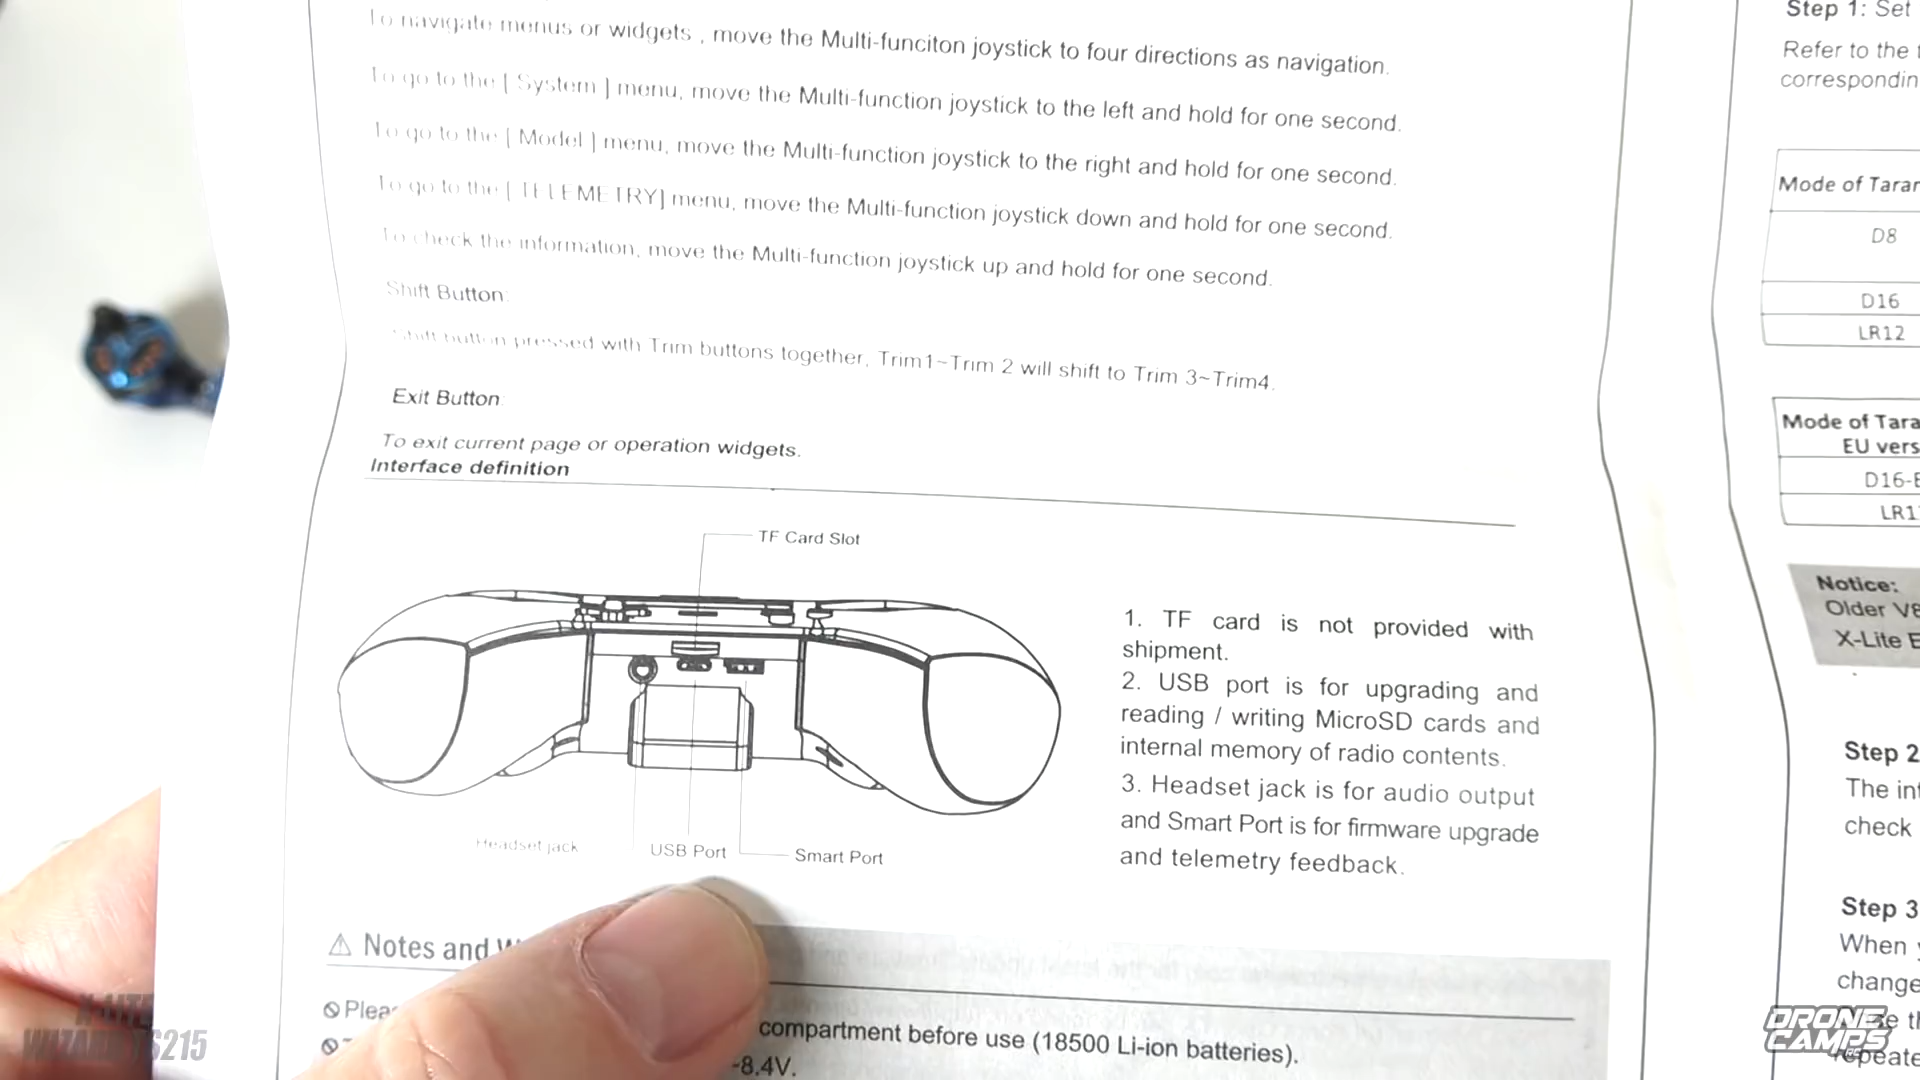 To navigate menus or widgets , move the Multi-funciton joystick to four directions as navigation.
To go to the [ System ] menu, move the Multi-function joystick to the left and hold for one second.
To go to the [ Model ] menu, move the Multi-function joystick to the right and hold for one second.
To go to the [ TELEMETRY] menu, move the Multi-function joystick down and hold for one second.
To check the information, move the Multi-function joystick up and hold for one second.
Shift Button:
Shift button pressed with Trim buttons together, Trim1~Trim 2 will shift to Trim 3~Trim4.
Exit Button
To exit current page or operation widgets.
Interface definition
TF Card Slot
Headset jack
USB Port
Smart Port
1. TF card is not provided with
shipment.
2. USB port is for upgrading and
reading / writing MicroSD cards and
internal memory of radio contents.
3. Headset jack is for audio output
and Smart Port is for firmware upgrade
and telemetry feedback.
⚠ Notes and
compartment before use (18500 Li-ion batteries).
-8.4V.
Step 1: Set
Refer to the
Mode of
D8
D16
LR12
Mode of
EU
Notice:
Older
X-Lite
Step 2
The
check
Step 3
When
DRONE
CAMPS
X-LITE
WIZARD TS215